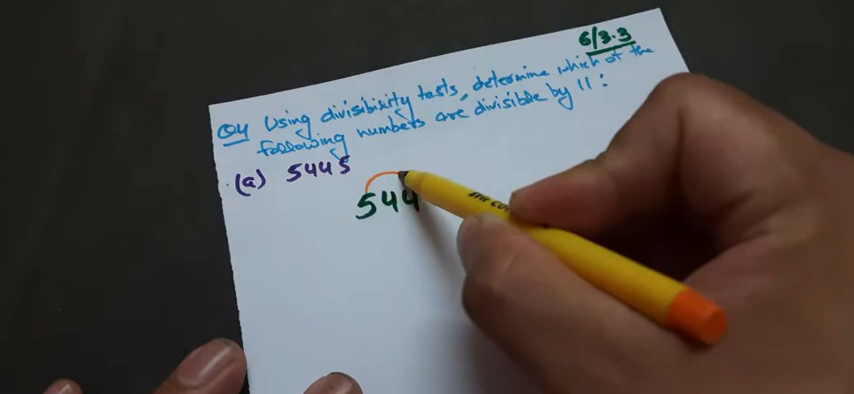 6/3.3
Q4 Using divisibility tests, determine which of the
following numbers are divisible by 11:
(a) 5445
544